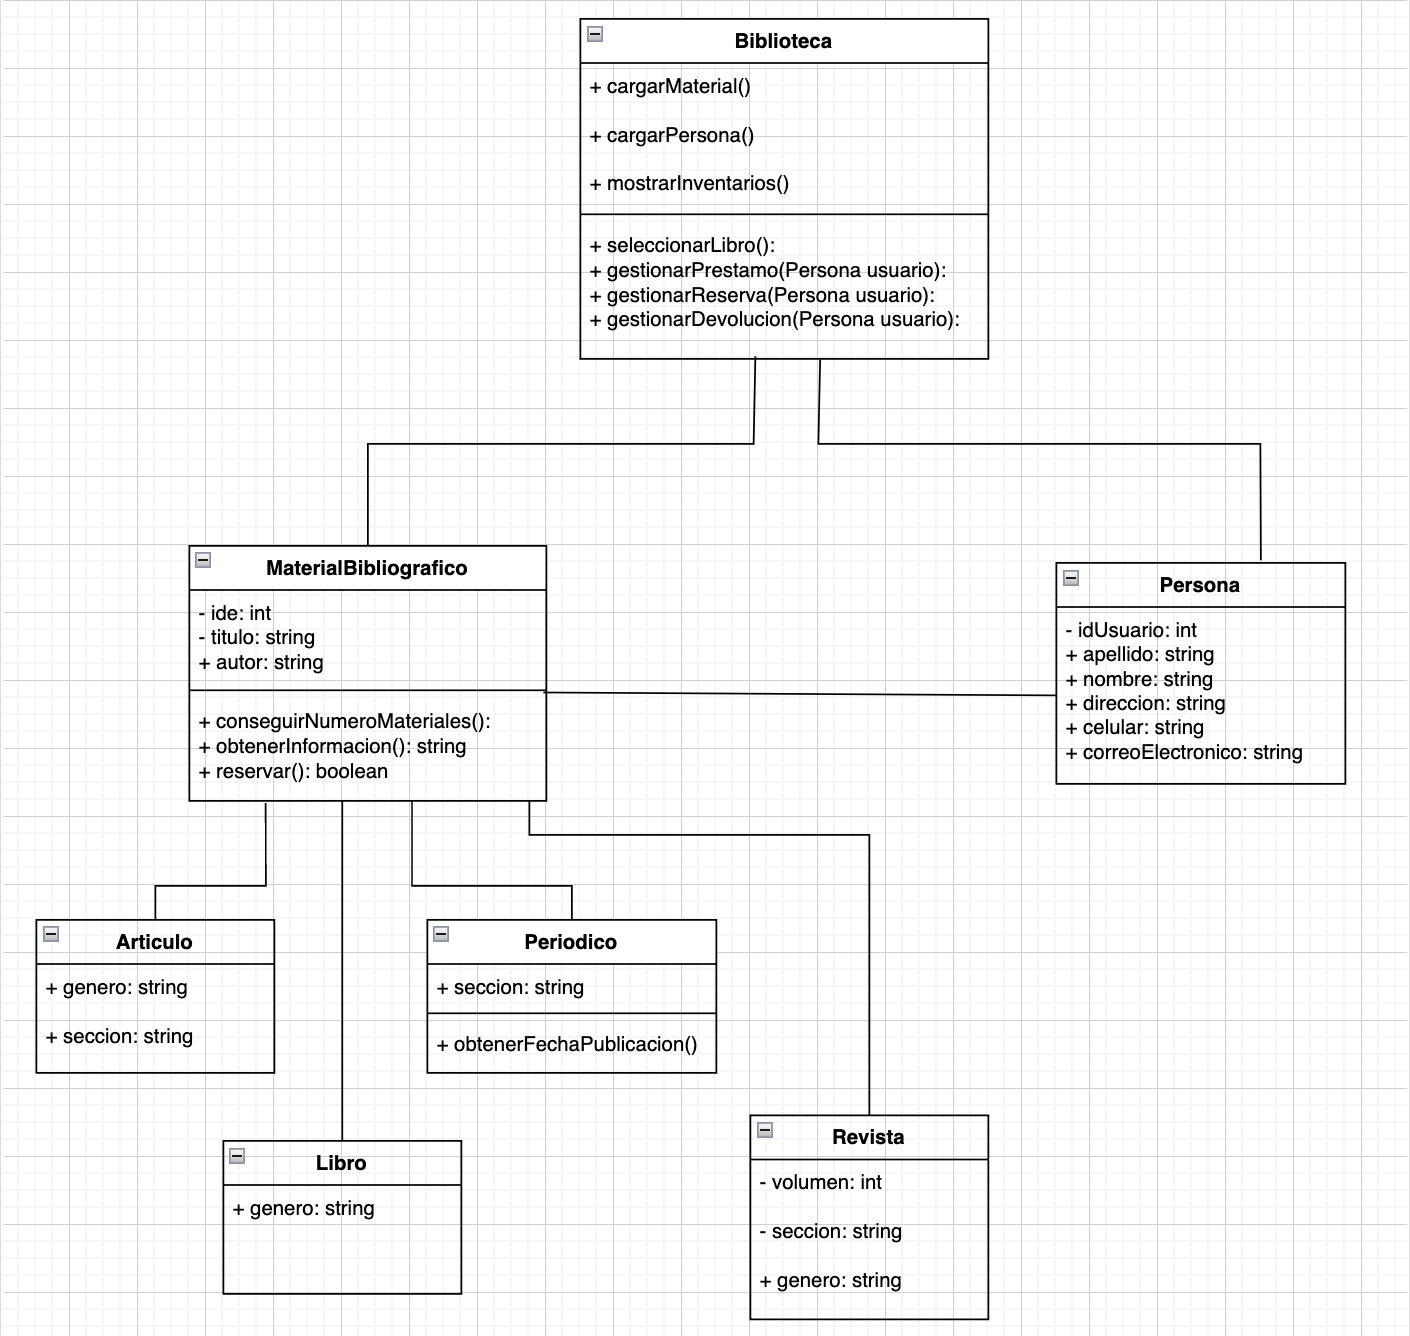 Biblioteca
+ cargarMaterial()
+ cargarPersona()
+ mostrarInventarios()
+ seleccionarLibro():
+ gestionarPrestamo(Persona usuario):
+ gestionarReserva(Persona usuario):
+ gestionarDevolucion(Persona usuario):
MaterialBibliografico
- ide: int
- titulo: string
+ autor: string
+ conseguirNumeroMateriales():
+ obtenerInformacion(): string
+ reservar(): boolean
Persona
- idUsuario: int
+ apellido: string
+ nombre: string
+ direccion: string
+ celular: string
+ correoElectronico: string
Articulo
+ genero: string
+ seccion: string
Periodico
+ seccion: string
+ obtenerFechaPublicacion()
Libro
+ genero: string
Revista
- volumen: int
- seccion: string
+ genero: string